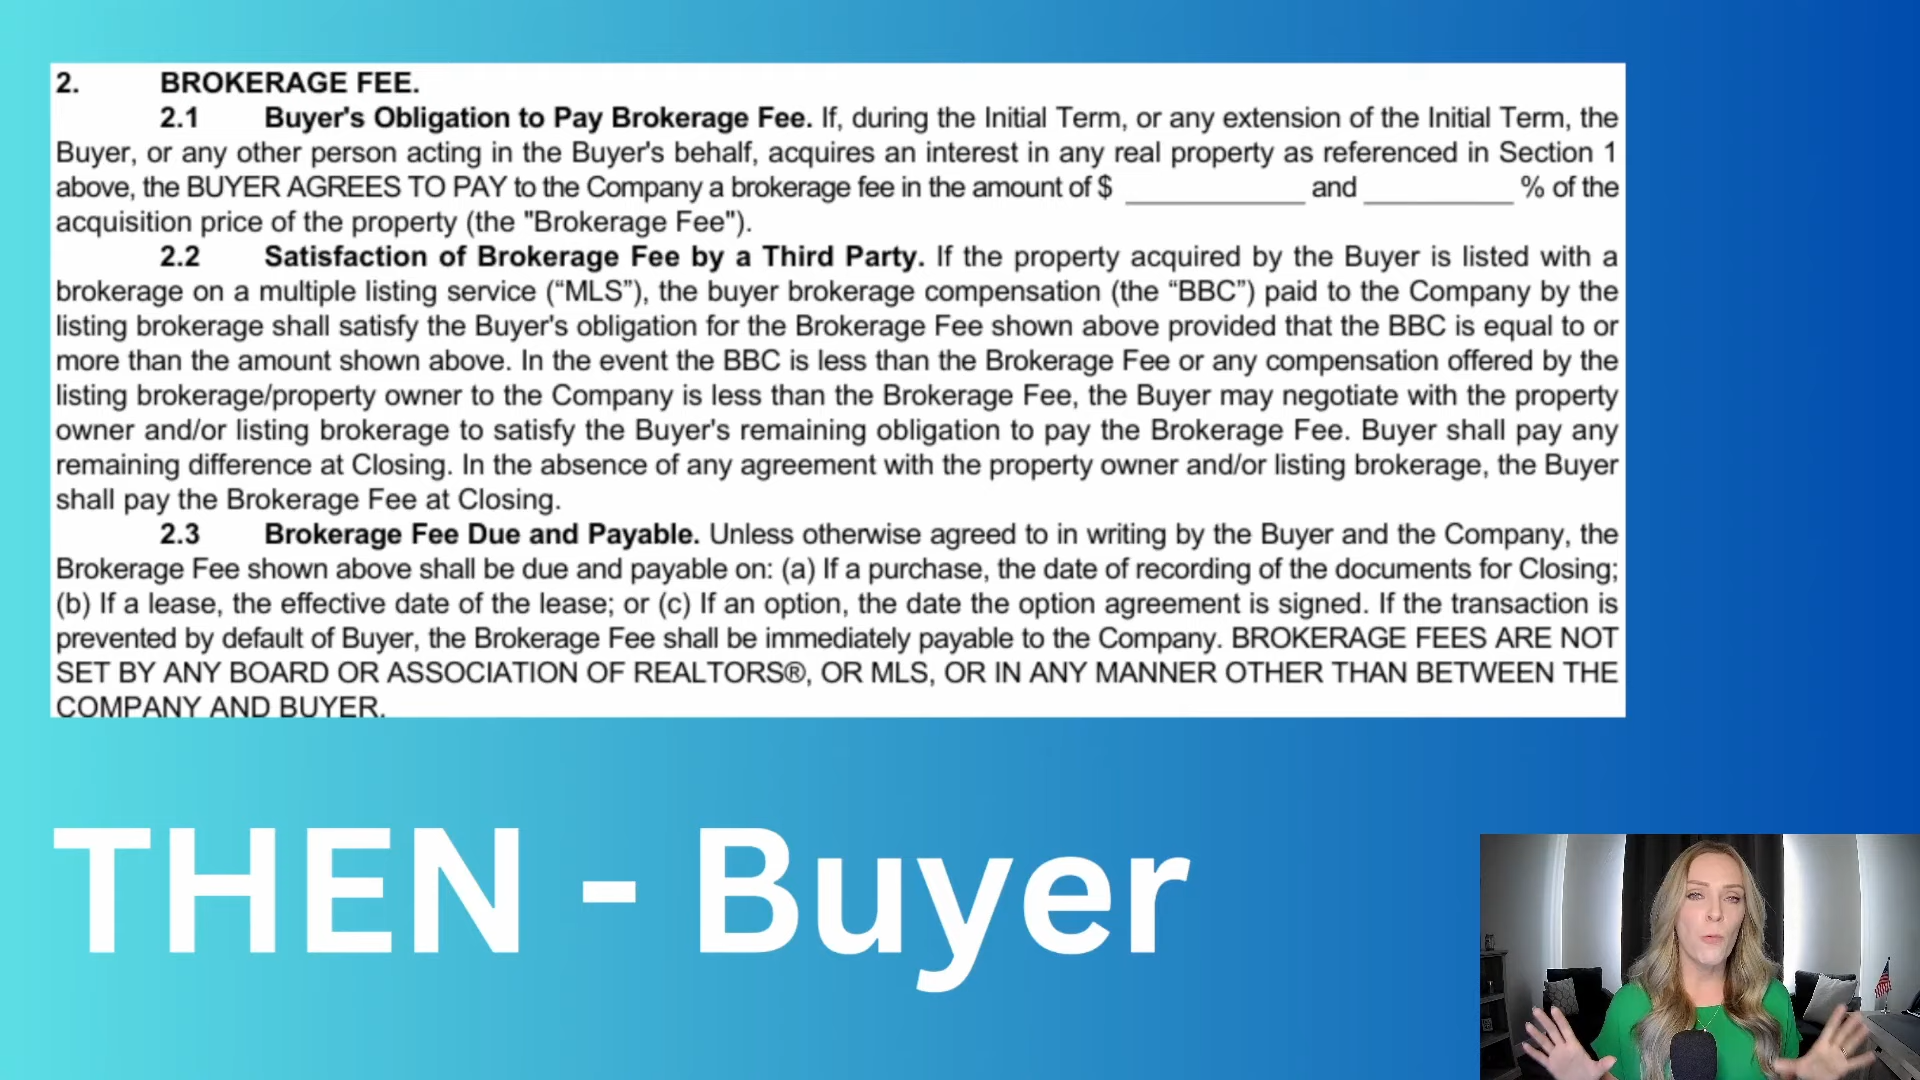 2. BROKERAGE FEE.
2.1 Buyer's Obligation to Pay Brokerage Fee. If, during the Initial Term, or any extension of the Initial Term, the
Buyer, or any other person acting in the Buyer's behalf, acquires an interest in any real property as referenced in Section 1
above, the BUYER AGREES TO PAY to the Company a brokerage fee in the amount of $ ____________ and __________ % of the
acquisition price of the property (the "Brokerage Fee").
2.2 Satisfaction of Brokerage Fee by a Third Party. If the property acquired by the Buyer is listed with a
brokerage on a multiple listing service (“MLS”), the buyer brokerage compensation (the “BBC”) paid to the Company by the
listing brokerage shall satisfy the Buyer's obligation for the Brokerage Fee shown above provided that the BBC is equal to or
more than the amount shown above. In the event the BBC is less than the Brokerage Fee or any compensation offered by the
listing brokerage/property owner to the Company is less than the Brokerage Fee, the Buyer may negotiate with the property
owner and/or listing brokerage to satisfy the Buyer's remaining obligation to pay the Brokerage Fee. Buyer shall pay any
remaining difference at Closing. In the absence of any agreement with the property owner and/or listing brokerage, the Buyer
shall pay the Brokerage Fee at Closing.
2.3 Brokerage Fee Due and Payable. Unless otherwise agreed to in writing by the Buyer and the Company, the
Brokerage Fee shown above shall be due and payable on: (a) If a purchase, the date of recording of the documents for Closing;
(b) If a lease, the effective date of the lease; or (c) If an option, the date the option agreement is signed. If the transaction is
prevented by default of Buyer, the Brokerage Fee shall be immediately payable to the Company. BROKERAGE FEES ARE NOT
SET BY ANY BOARD OR ASSOCIATION OF REALTORS®, OR MLS, OR IN ANY MANNER OTHER THAN BETWEEN THE
COMPANY AND BUYER.
THEN - Buyer